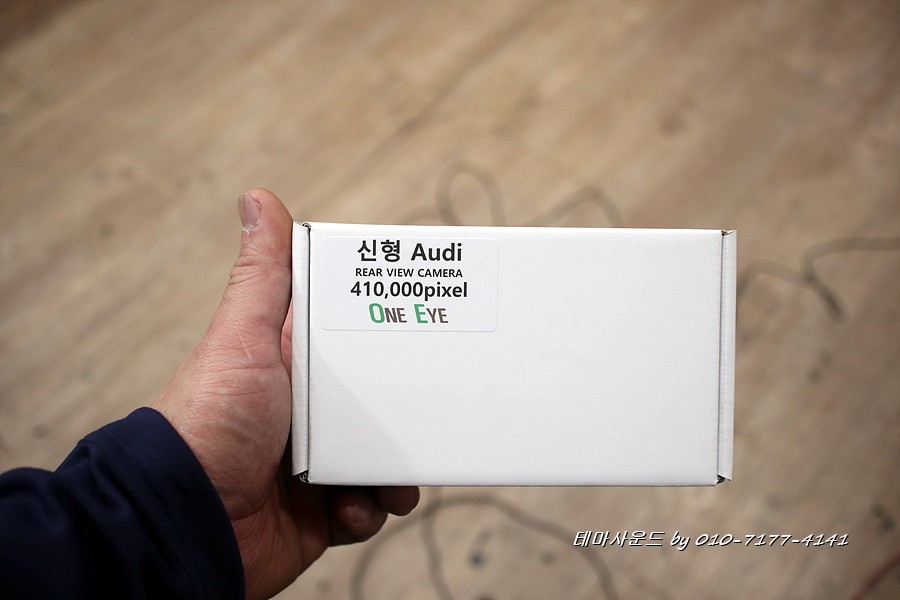 신형 Audi
REAR VIEW CAMERA
410,000pixel
ONE EYE
테마사운드 by 010-7177-4141